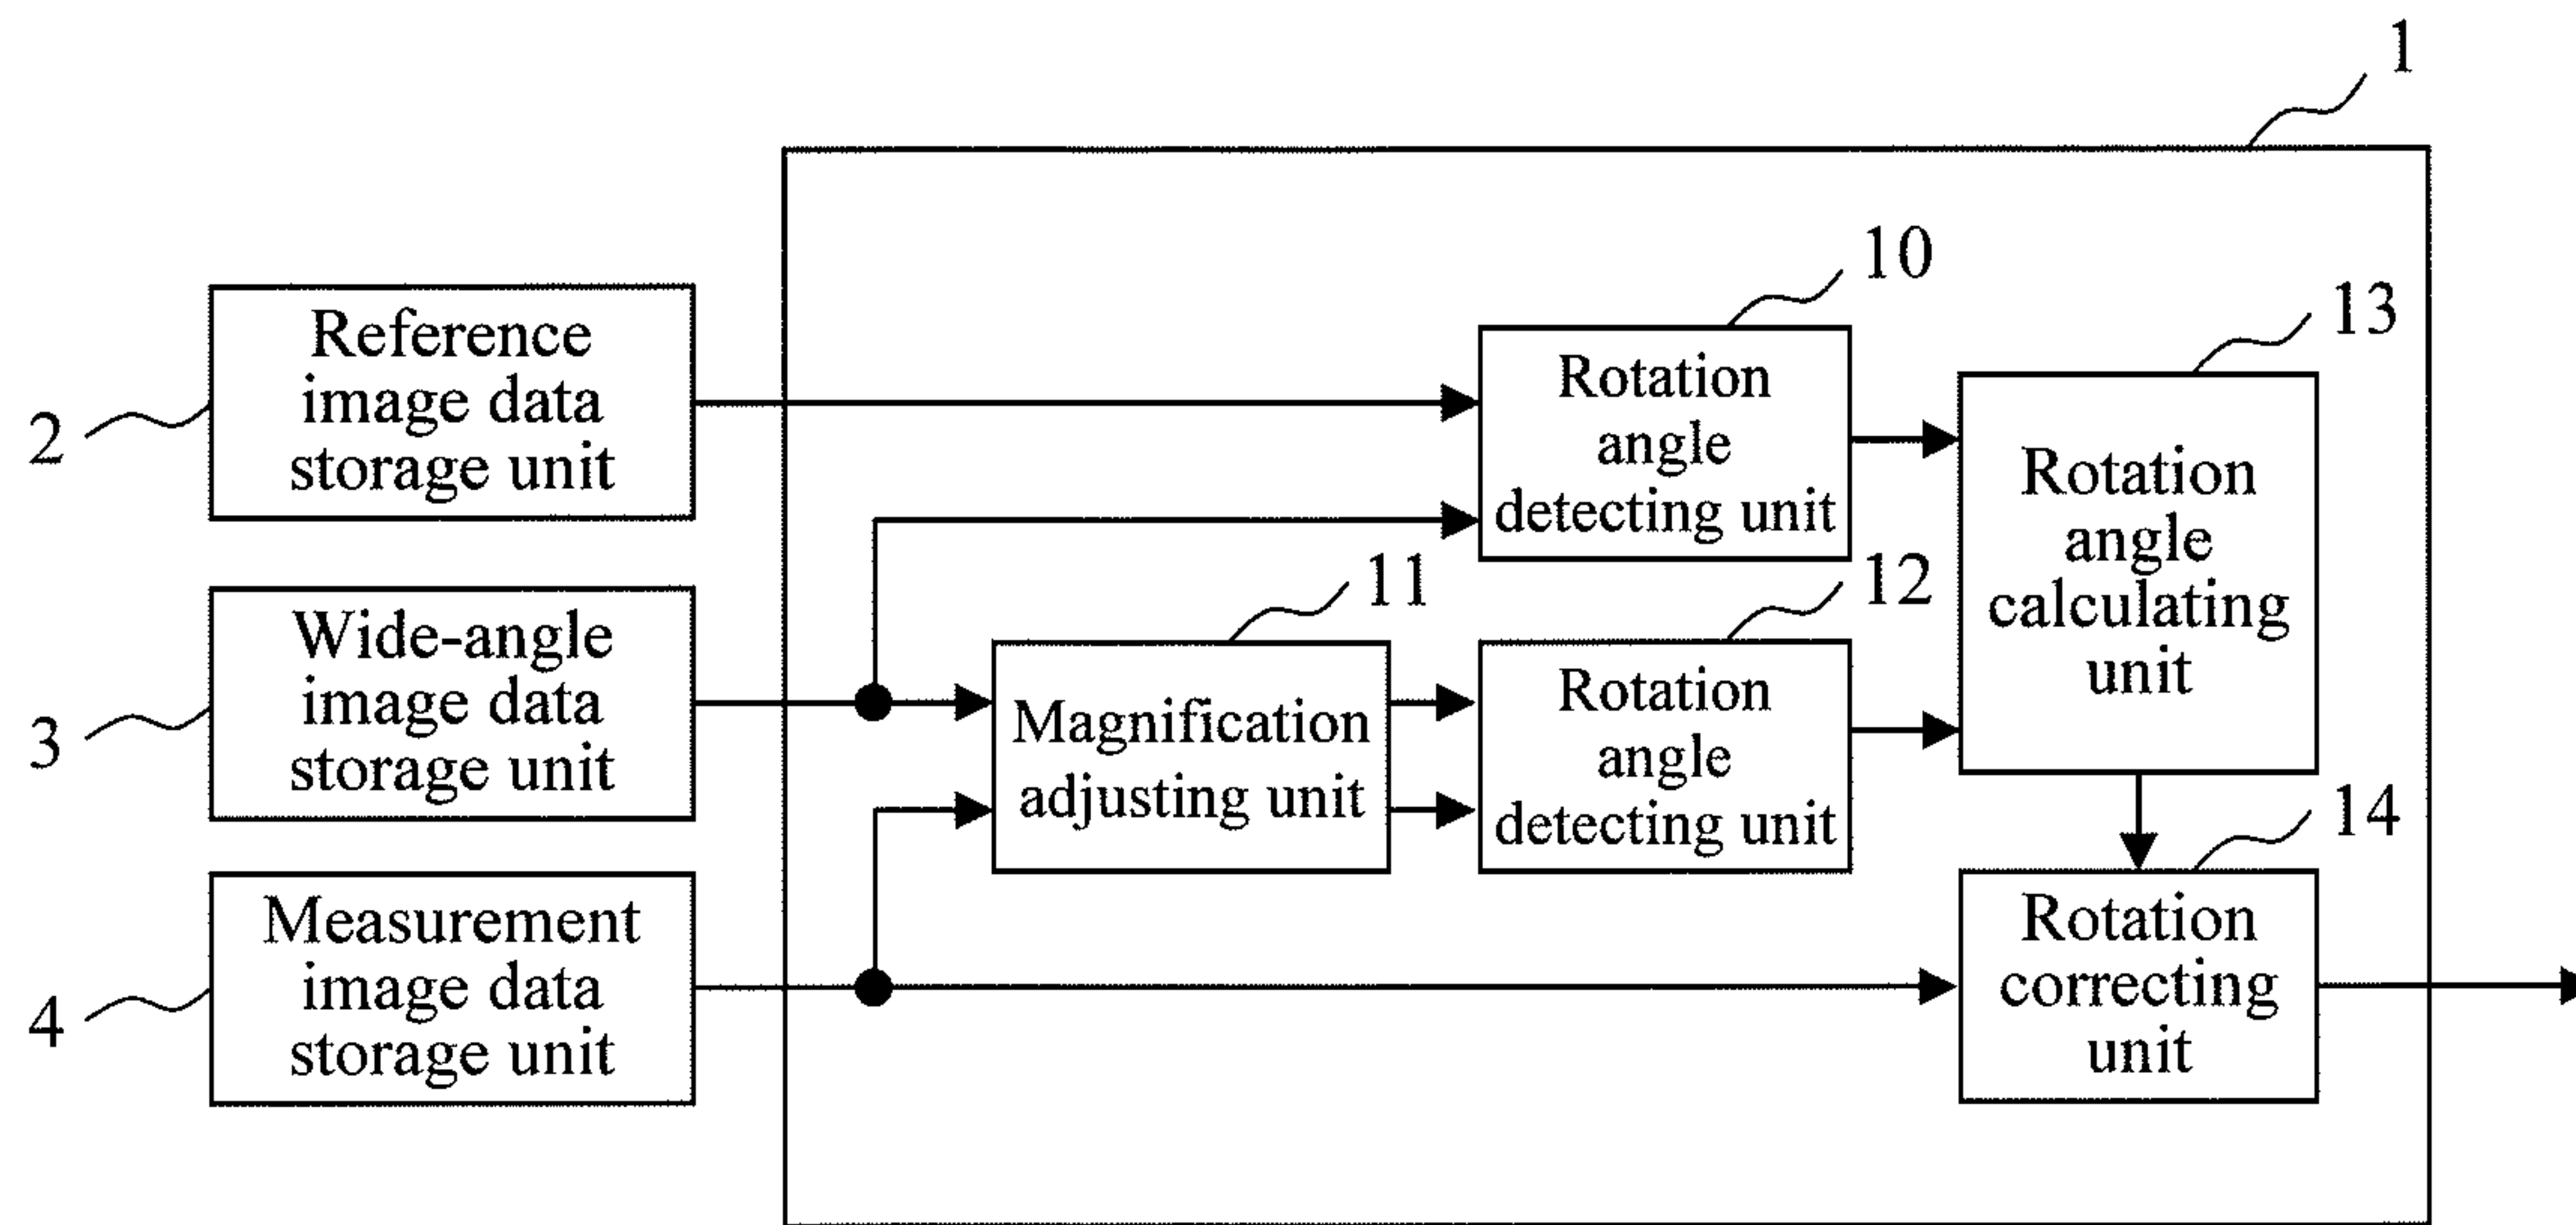 1
2
Reference
image data
storage unit
3
Wide-angle
image data
storage unit
4
Measurement
image data
storage unit
10
Rotation
angle
detecting unit
11
Magnification
adjusting unit
12
Rotation
angle
detecting unit
13
Rotation
angle
calculating
unit
14
Rotation
correcting
unit